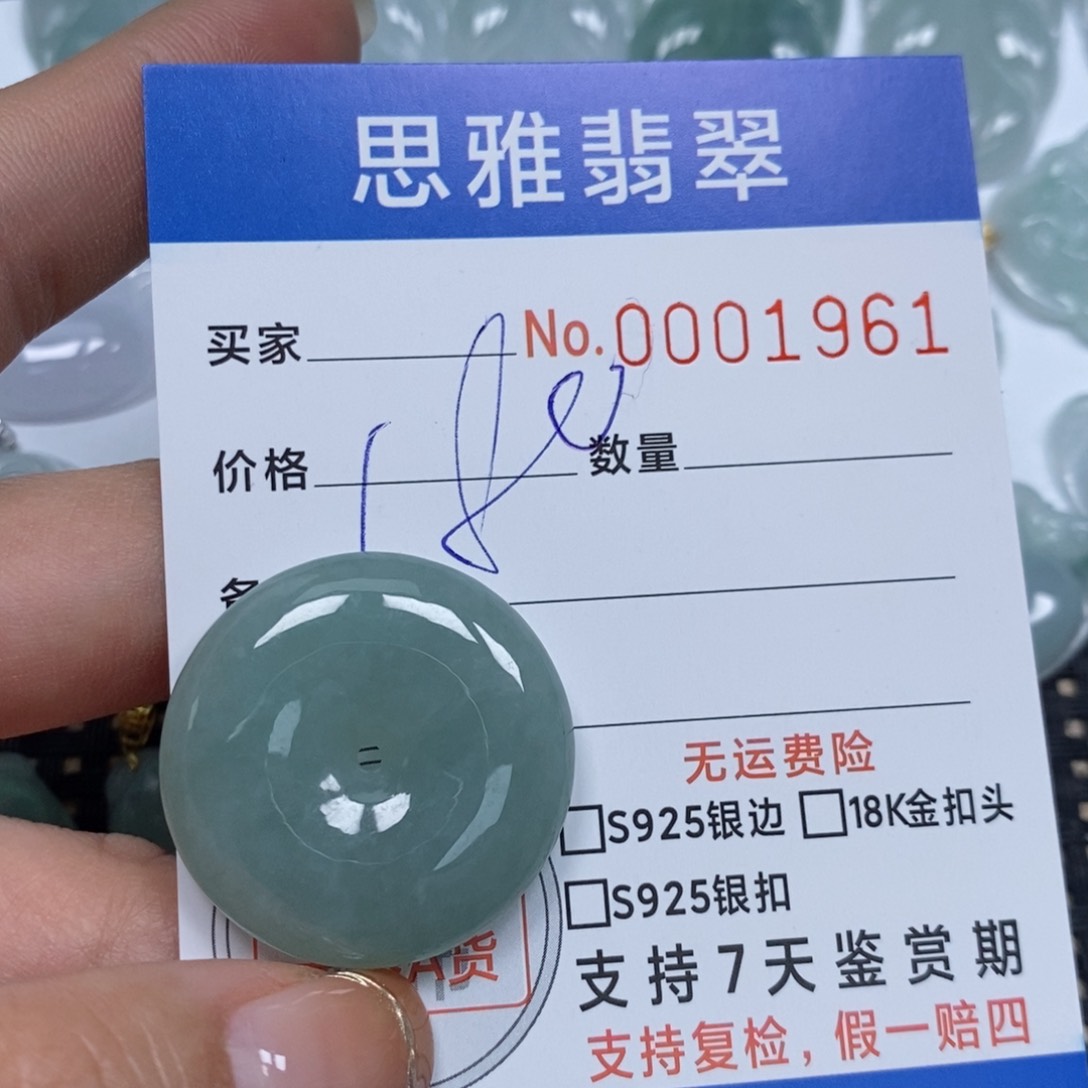 思雅翡翠
买家 No.0001961
价格 数量
无运费险
□S925银边 □18K金扣头
□S925银扣
A货
支持7天鉴赏期
支持复检，假一赔四